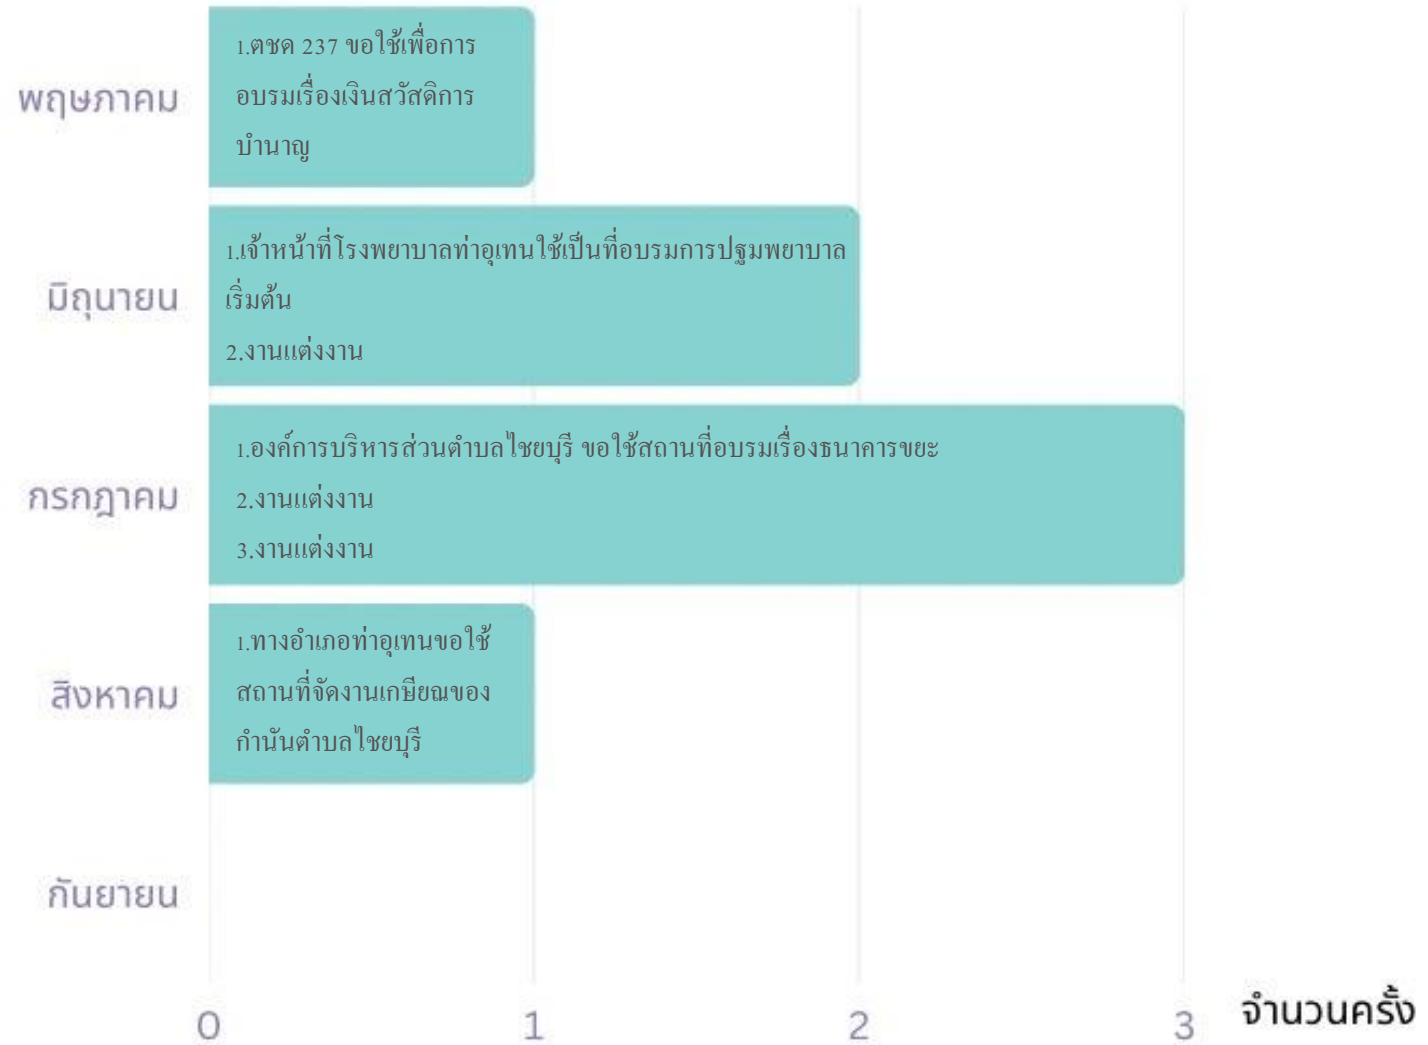 พฤษภาคม
1.ตชด 237 ขอใช้เพื่อการ
อบรมเรื่องเงินสวัสดิการ
บำนาญ
มิถุนายน
1.เจ้าหน้าที่โรงพยาบาลท่าอุเทนใช้เป็นที่อบรมการปฐมพยาบาล
เริ่มต้น
2.งานแต่งงาน
กรกฎาคม
1.องค์การบริหารส่วนตำบลไชยบุรี ขอใช้สถานที่อบรมเรื่องธนาคารขยะ
2.งานแต่งงาน
3.งานแต่งงาน
สิงหาคม
1.ทางอำเภอท่าอุเทนขอใช้
สถานที่จัดงานเกษียณของ
กำนันตำบลไชยบุรี
กันยายน
0 1 2 3 จำนวนครั้ง